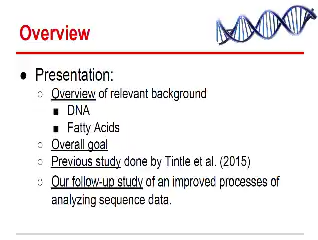 Overview
● Presentation:
○ Overview of relevant background
■ DNA
■ Fatty Acids
○ Overall goal
○ Previous study done by Tintle et al. (2015)
○ Our follow-up study of an improved processes of
analyzing sequence data.